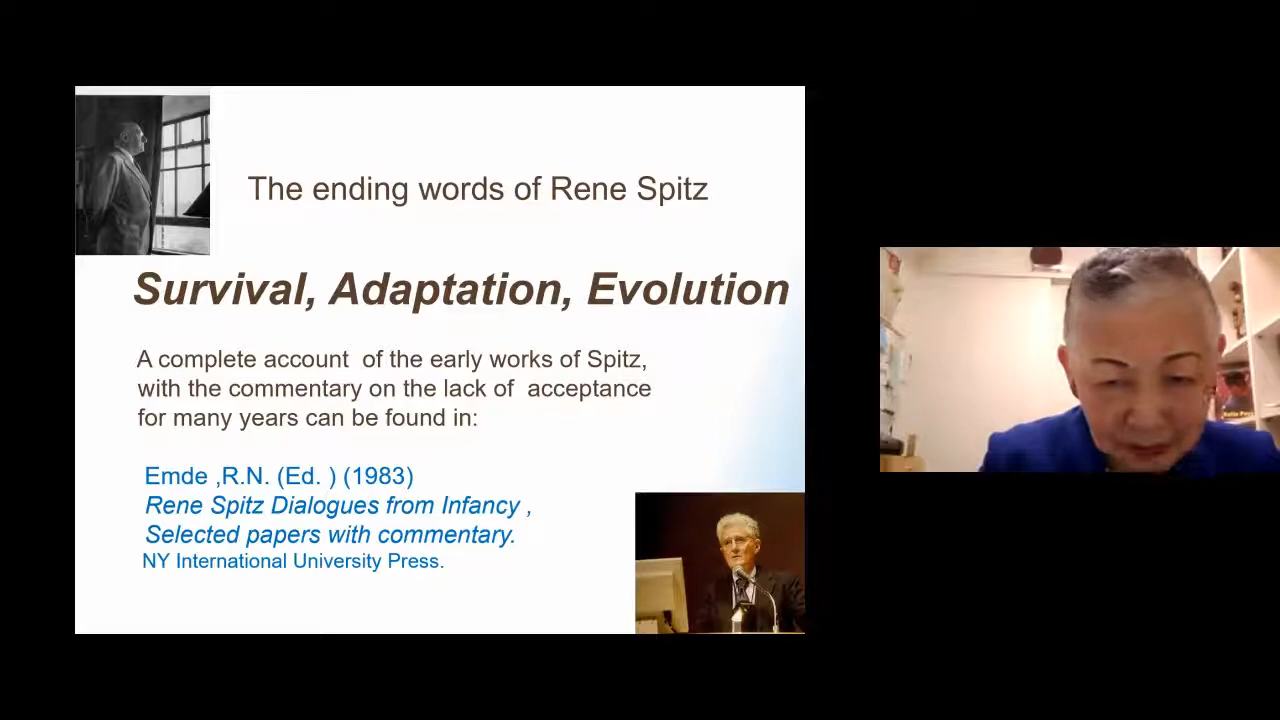 The ending words of Rene Spitz
Survival, Adaptation, Evolution
A complete account  of the early works of Spitz,
with the commentary on the lack of  acceptance
for many years can be found in:
Emde ,R.N. (Ed. ) (1983)
Rene Spitz Dialogues from Infancy ,
Selected papers with commentary.
NY International University Press.